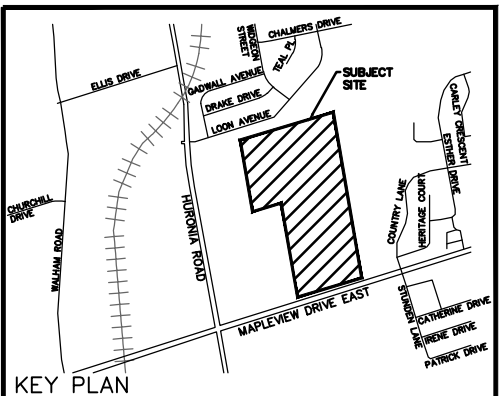 WIDGEON
STREET
CHALMERS DRIVE
TEAL PL.
ELLIS DRIVE
GADWALL AVENUE
DRAKE DRIVE
LOON AVENUE
SUBJECT
SITE
CARLEY CRESCENT
ESTHER DRIVE
CHURCHILL
DRIVE
WALHAM ROAD
HURONIA ROAD
COUNTRY LANE
HERITAGE COURT
MAPLEVIEW DRIVE EAST
STUNDEN LANE
CATHERINE DRIVE
IRENE DRIVE
PATRICK DRIVE
KEY PLAN